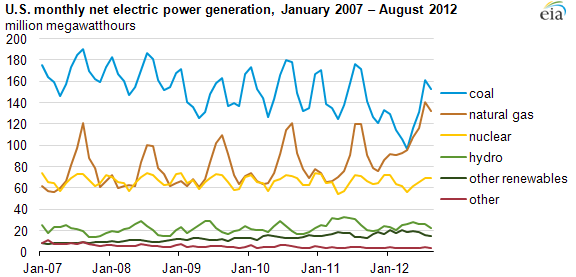 U.S. monthly net electric power generation, January 2007 – August 2012
million megawatthours
eia
200
180
160
140
120
100
80
60
40
20
0
Jan-07 Jan-08 Jan-09 Jan-10 Jan-11 Jan-12
coal
natural gas
nuclear
hydro
other renewables
other